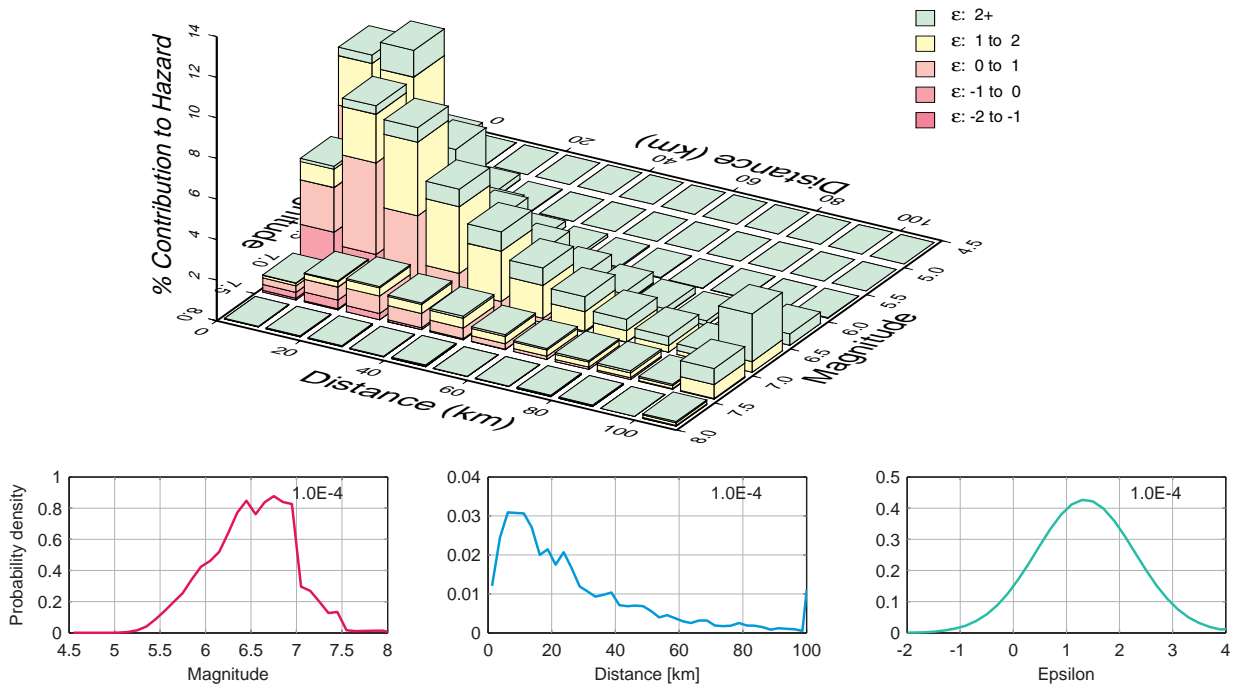 ε: 2+
ε: 1 to 2
ε: 0 to 1
ε: -1 to 0
ε: -2 to -1
% Contribution to Hazard
14
12
10
8
6
4
2
0
20
40
60
80
100
Distance (km)
4.5
5.0
5.5
6.0
6.5
7.0
7.5
8.0
Magnitude
7.0
7.5
8.0
0
20
40
60
80
100
Distance (km)
Probability density
1
0.8
0.6
0.4
0.2
0
4.5 5 5.5 6 6.5 7 7.5 8
Magnitude
1.0E-4
0.04
0.03
0.02
0.01
0
0 20 40 60 80 100
Distance [km]
1.0E-4
0.5
0.4
0.3
0.2
0.1
0
-2 -1 0 1 2 3 4
Epsilon
1.0E-4